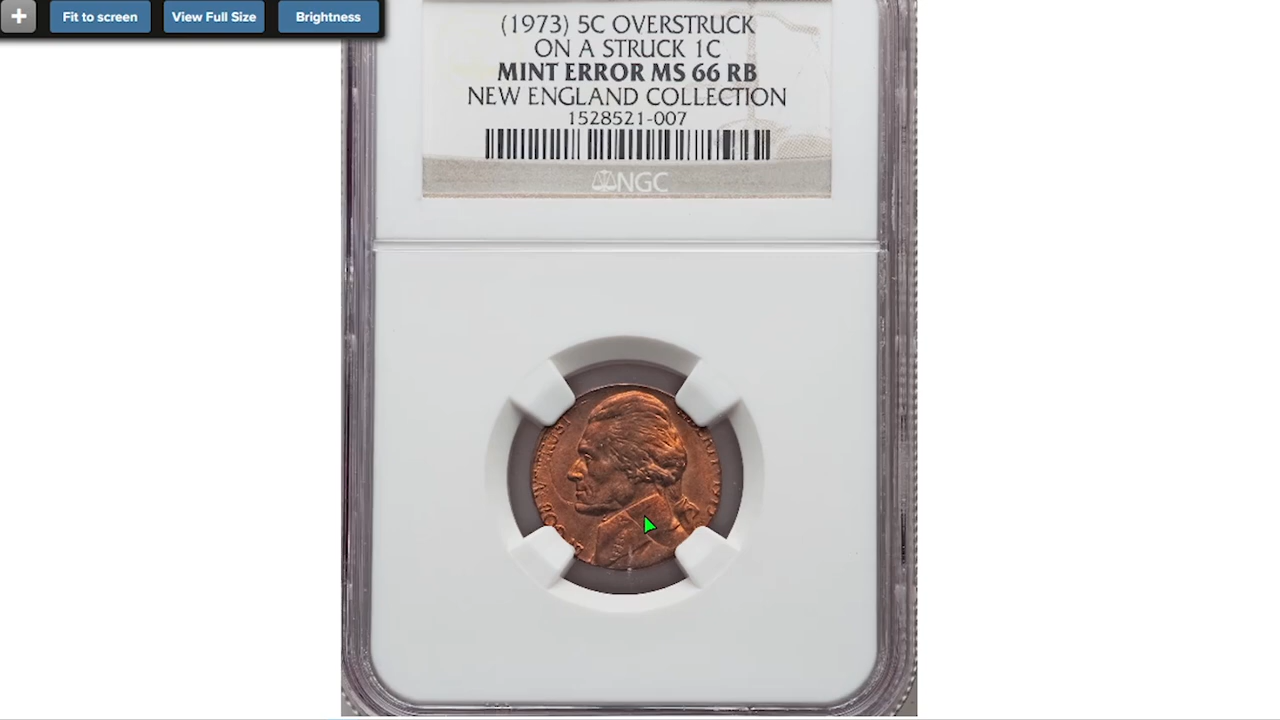 +
Fit to screen
View Full Size
Brightness
(1973) 5C OVERSTRUCK
ON A STRUCK 1C
MINT ERROR MS 66 RB
NEW ENGLAND COLLECTION
1528521-007
NGC